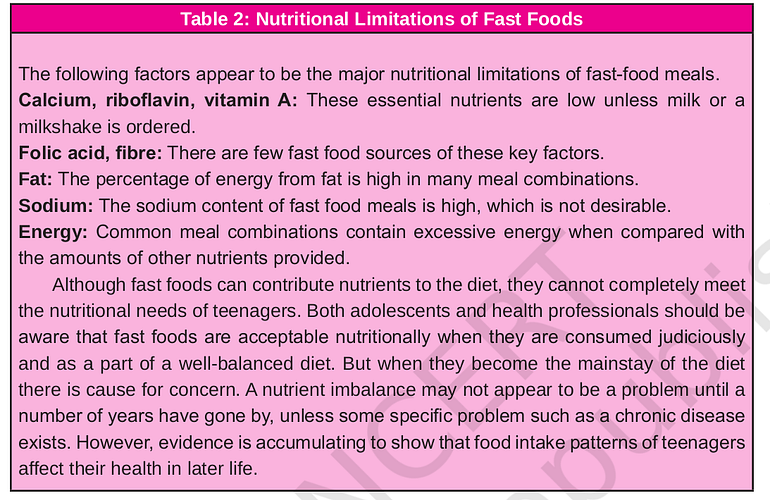 Table 2: Nutritional Limitations of Fast Foods
The following factors appear to be the major nutritional limitations of fast-food meals.
Calcium, riboflavin, vitamin A: These essential nutrients are low unless milk or a
milkshake is ordered.
Folic acid, fibre: There are few fast food sources of these key factors.
Fat: The percentage of energy from fat is high in many meal combinations.
Sodium: The sodium content of fast food meals is high, which is not desirable.
Energy: Common meal combinations contain excessive energy when compared with
the amounts of other nutrients provided.
Although fast foods can contribute nutrients to the diet, they cannot completely meet
the nutritional needs of teenagers. Both adolescents and health professionals should be
aware that fast foods are acceptable nutritionally when they are consumed judiciously
and as a part of a well-balanced diet. But when they become the mainstay of the diet
there is cause for concern. A nutrient imbalance may not appear to be a problem until a
number of years have gone by, unless some specific problem such as a chronic disease
exists. However, evidence is accumulating to show that food intake patterns of teenagers
affect their health in later life.
NCERT
republis